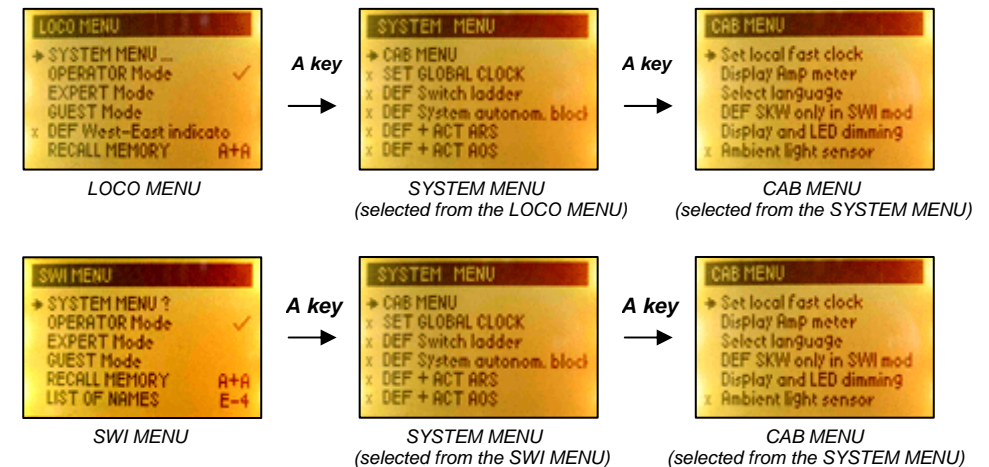 LOCO MENU
SYSTEM MENU ...
OPERATOR Mode ✓
EXPERT Mode
GUEST Mode
x DEF West-East indicato
RECALL MEMORY A+A
LOCO MENU
A key
SYSTEM MENU
CAB MENU
x SET GLOBAL CLOCK
x DEF Switch ladder
x DEF System autonom. block
x DEF + ACT ARS
x DEF + ACT AOS
SYSTEM MENU
(selected from the LOCO MENU)
A key
CAB MENU
Set local fast clock
Display Amp meter
Select language
DEF SKW only in SWI mod
Display and LED dimming
x Ambient light sensor
CAB MENU
(selected from the SYSTEM MENU)
SWI MENU
SYSTEM MENU ?
OPERATOR Mode ✓
EXPERT Mode
GUEST Mode
RECALL MEMORY A+A
LIST OF NAMES E-4
SWI MENU
A key
SYSTEM MENU
CAB MENU
x SET GLOBAL CLOCK
x DEF Switch ladder
x DEF System autonom. block
x DEF + ACT ARS
x DEF + ACT AOS
SYSTEM MENU
(selected from the SWI MENU)
A key
CAB MENU
Set local fast clock
Display Amp meter
Select language
DEF SKW only in SWI mod
Display and LED dimming
x Ambient light sensor
CAB MENU
(selected from the SYSTEM MENU)